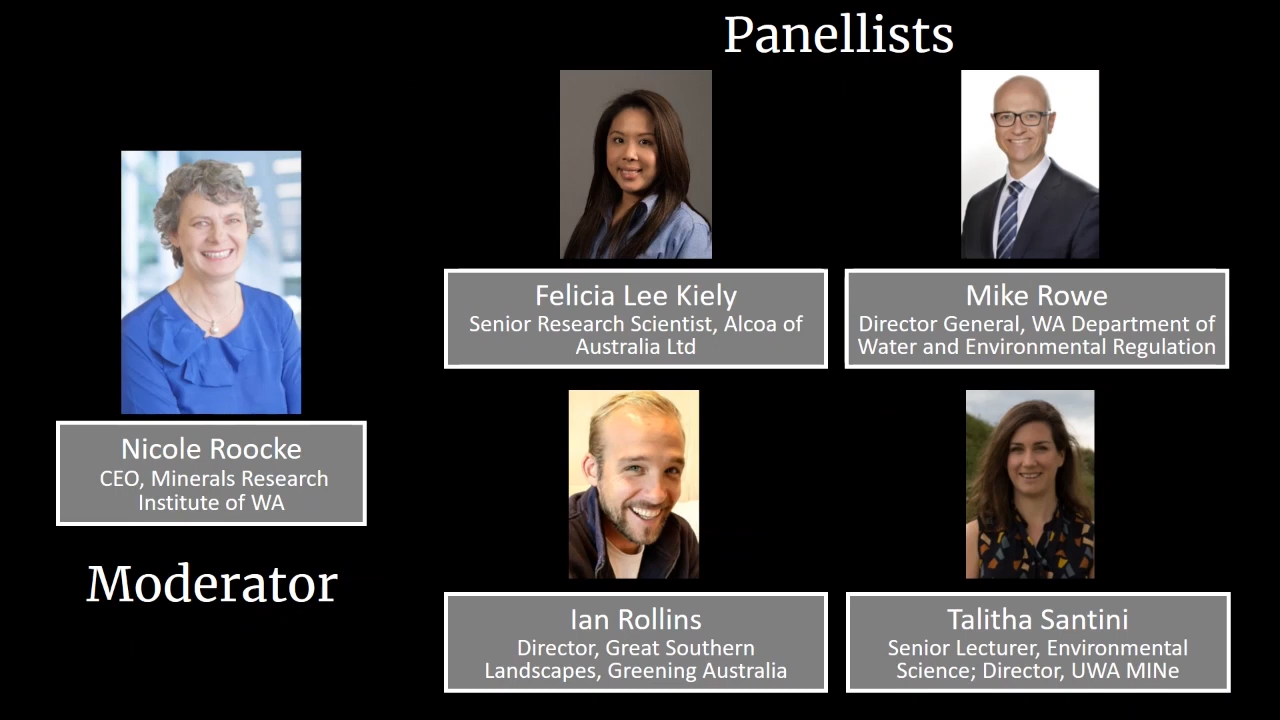 Panellists
Nicole Roocke
CEO, Minerals Research
Institute of WA
Moderator
Felicia Lee Kiely
Senior Research Scientist, Alcoa of
Australia Ltd
Mike Rowe
Director General, WA Department of
Water and Environmental Regulation
Ian Rollins
Director, Great Southern
Landscapes, Greening Australia
Talitha Santini
Senior Lecturer, Environmental
Science; Director, UWA MINe